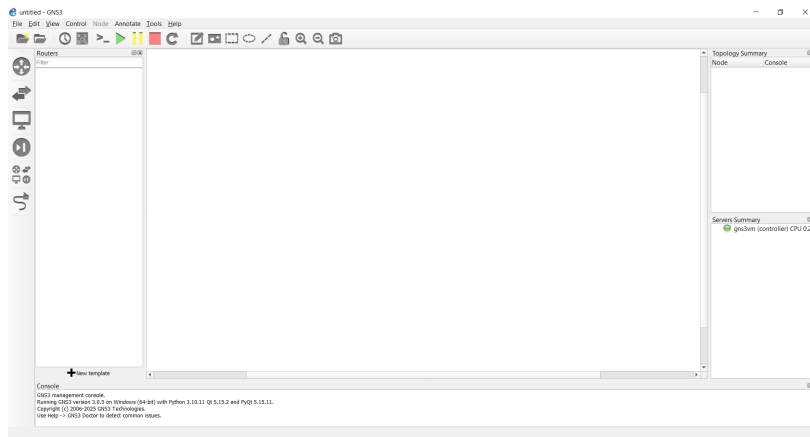 untitled - GNS3
File Edit View Control Node Annotate Tools Help
Routers
Filter
New template
Topology Summary
Node Console
Servers Summary
gns3vm (controller) CPU 0.2
Console
GNS3 management console.
Running GNS3 version 3.0.5 on Windows (64-bit) with Python 3.10.11 Qt 5.15.2 and PyQt 5.15.11.
Copyright (c) 2006-2025 GNS3 Technologies.
Use Help -> GNS3 Doctor to detect common issues.